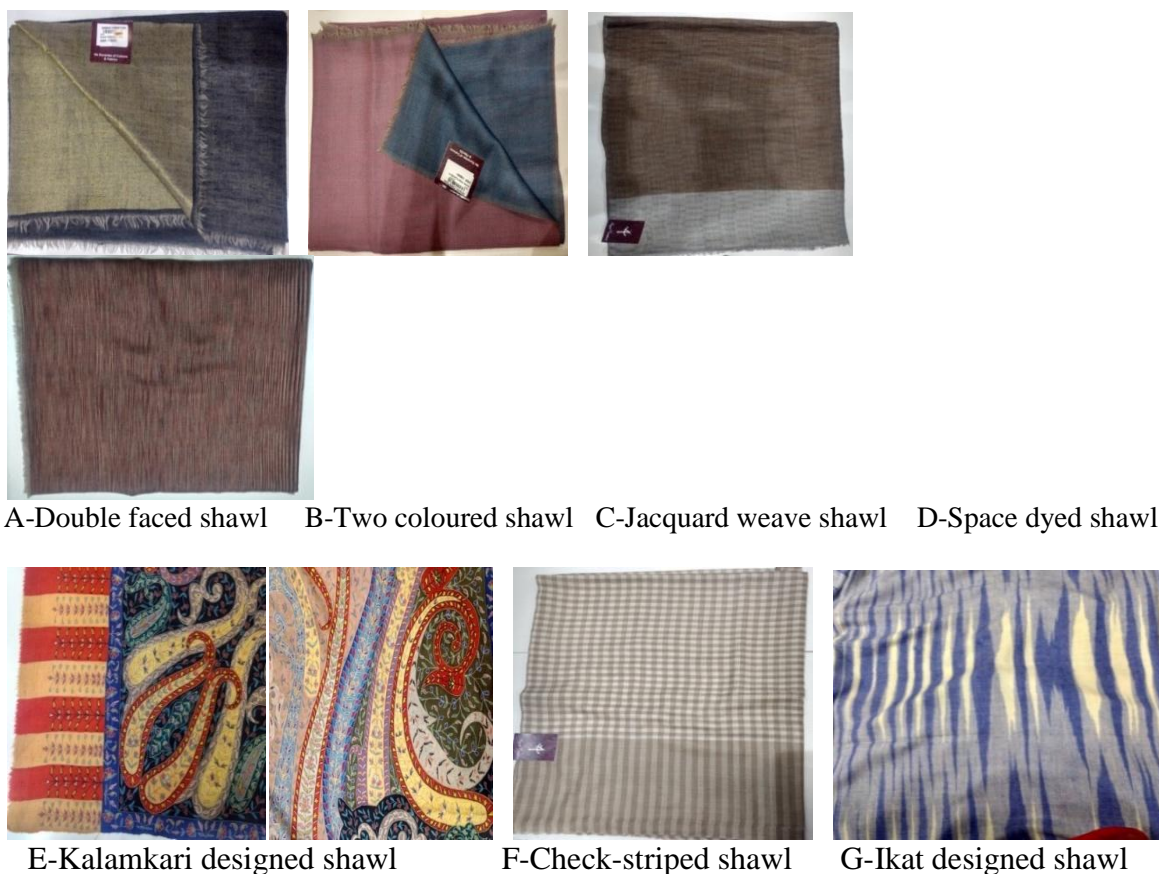 A-Double faced shawl B-Two coloured shawl C-Jacquard weave shawl D-Space dyed shawl
E-Kalamkari designed shawl F-Check-striped shawl G-Ikat designed shawl